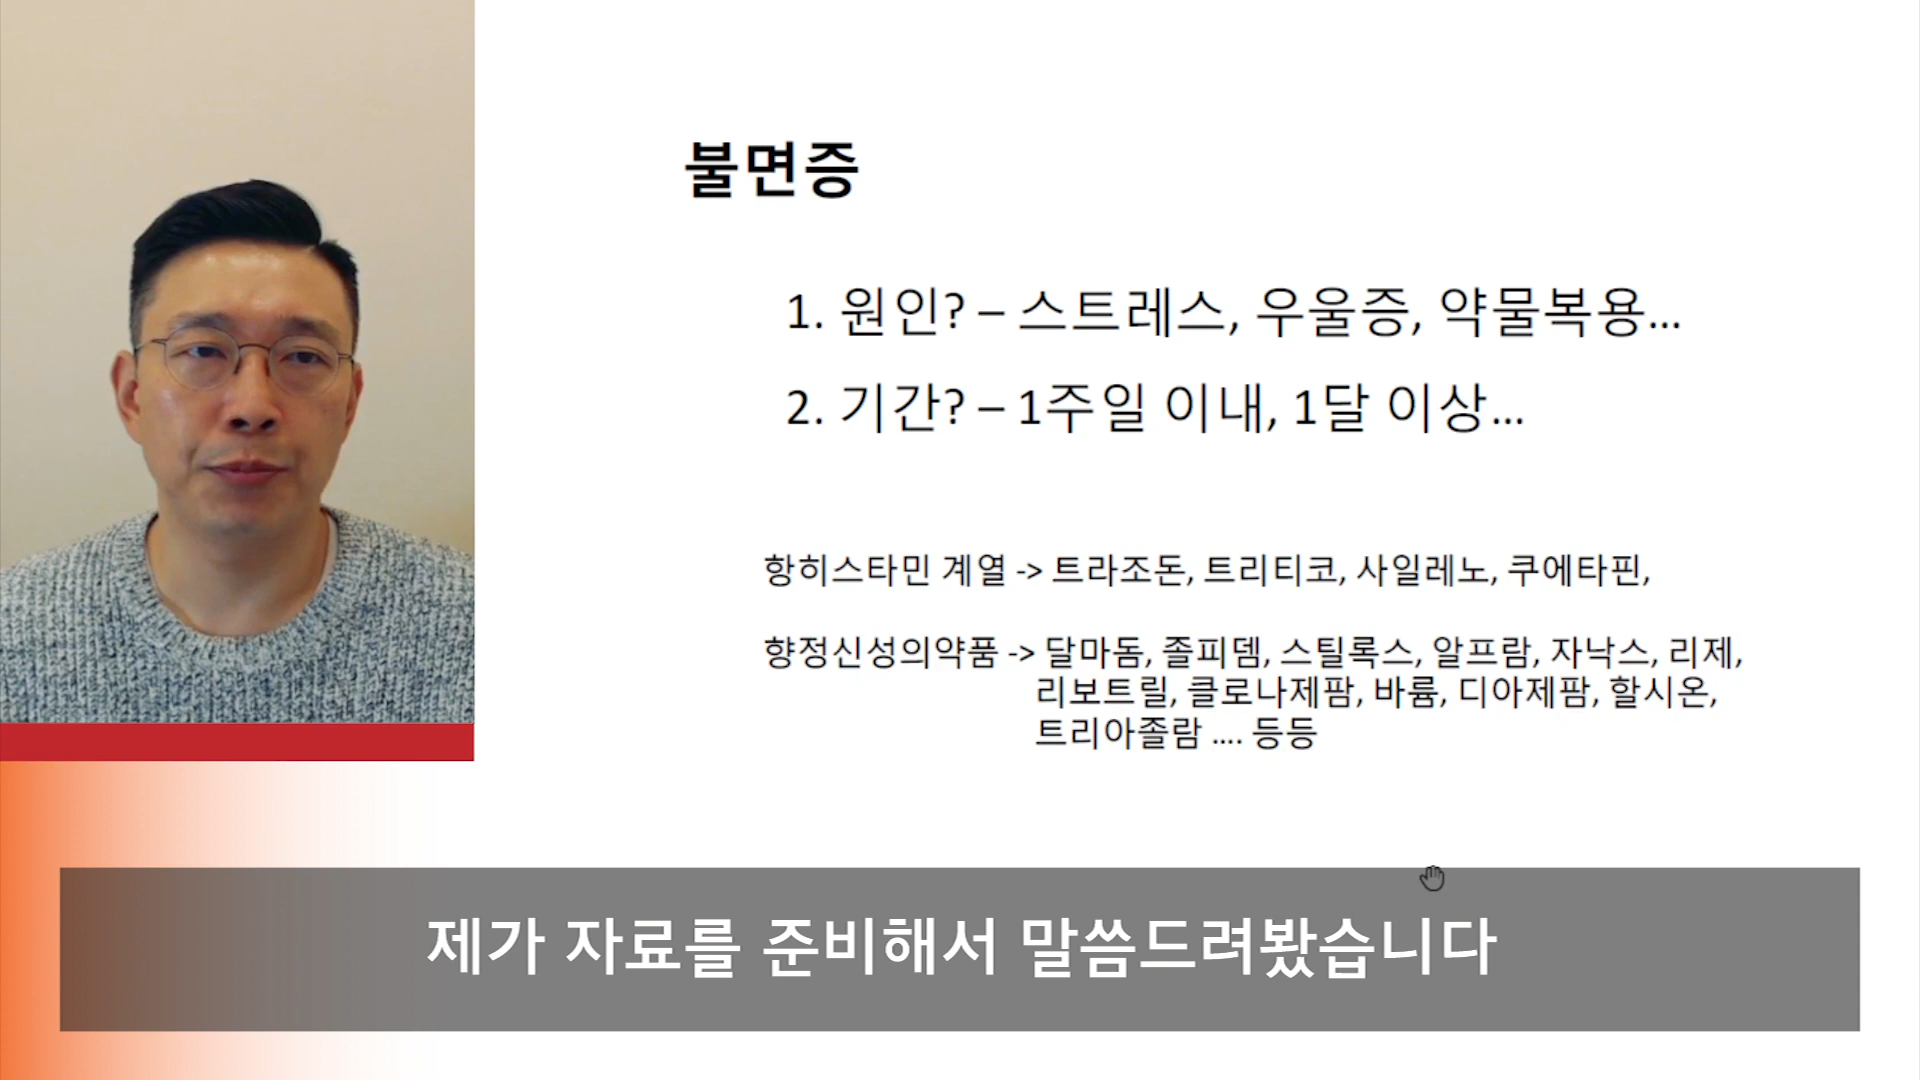 불면증
1. 원인? – 스트레스, 우울증, 약물복용...
2. 기간? – 1주일 이내, 1달 이상...
항히스타민 계열 -> 트라조돈, 트리티코, 사일레노, 쿠에타핀,
향정신성의약품 -> 달마돔, 졸피뎀, 스틸록스, 알프람, 자낙스, 리제,
리보트릴, 클로나제팜, 바륨, 디아제팜, 할시온,
트리아졸람 .... 등등
제가 자료를 준비해서 말씀드려봤습니다